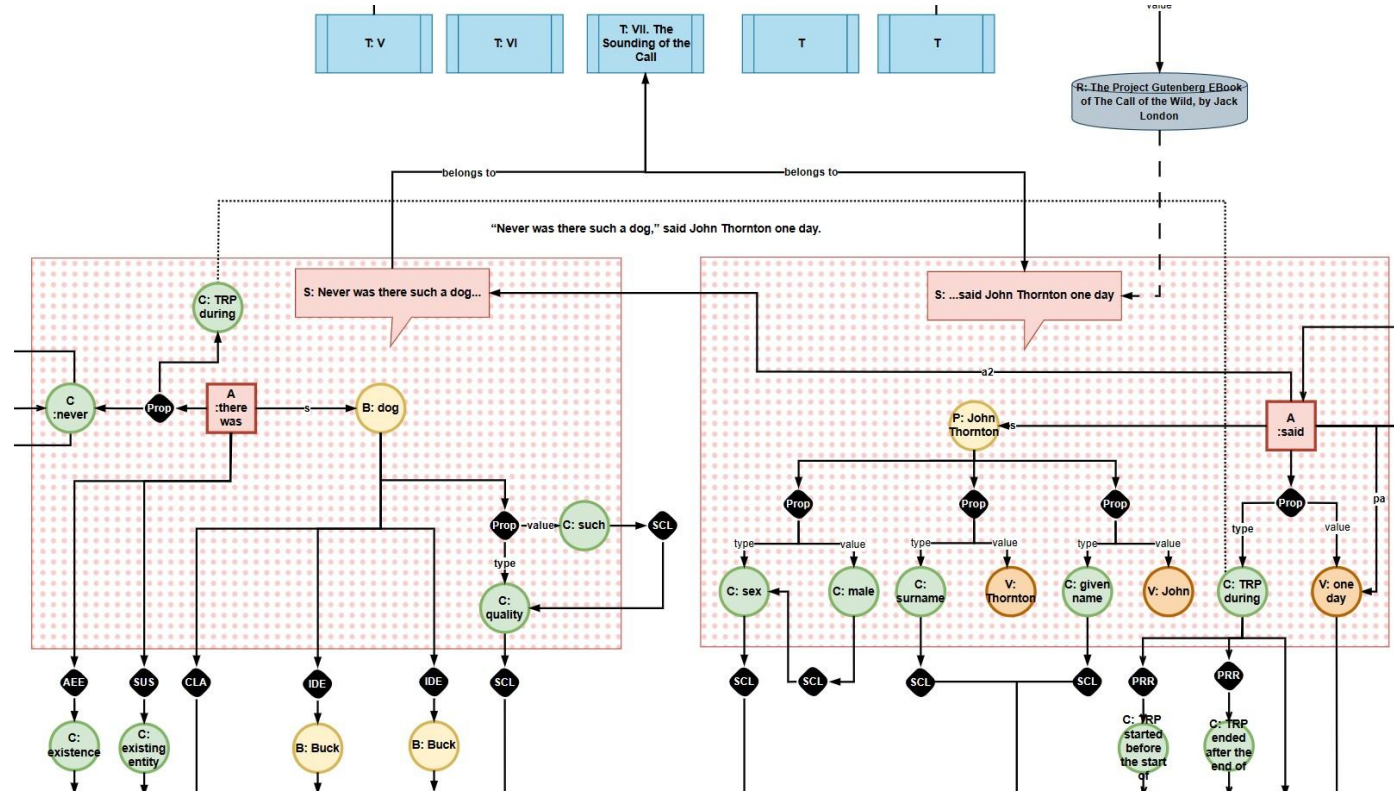 value
T: V
T: VI
T: VII. The
Sounding of the
Call
T
T
R: The Project Gutenberg EBook
of The Call of the Wild, by Jack
London
belongs to
belongs to
“Never was there such a dog,” said John Thornton one day.
S: Never was there such a dog...
S: ...said John Thornton one day
C: TRP
during
a2
C
:never
Prop
A
:there
was
s
B: dog
P: John
Thornton
s
A
:said
Prop
value
C: such
SCL
type
C:
quality
Prop
Prop
Prop
Prop
pa
type
value
type
value
type
value
type
value
C: sex
C: male
C:
surname
V:
Thornton
C: given
name
V: John
C: TRP
during
V: one
day
AEE
SUS
CLA
IDE
IDE
SCL
SCL
SCL
SCL
SCL
PRR
PRR
C:
existence
C:
existing
entity
B: Buck
B: Buck
C: TRP
started
before
the start
of
C: TRP
ended
after the
end of